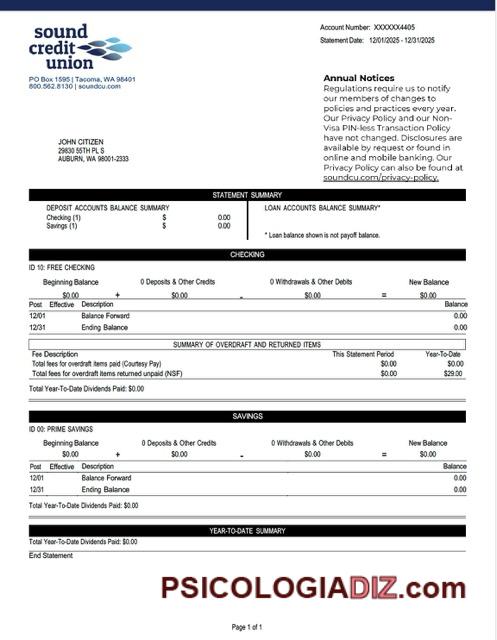 sound
credit
union
PO Box 1595 | Tacoma, WA 98401
800.562.8130 | soundcu.com
Account Number: XXXXXX4405
Statement Date: 12/01/2025 - 12/31/2025
Annual Notices
Regulations require us to notify
our members of changes to
policies and practices every year.
Our Privacy Policy and our Non-
Visa PIN-less Transaction Policy
have not changed. Disclosures are
available by request or found in
online and mobile banking. Our
Privacy Policy can also be found at
soundcu.com/privacy-policy.
JOHN CITIZEN
29830 55TH PL S
AUBURN, WA 98001-2333
STATEMENT SUMMARY
DEPOSIT ACCOUNTS BALANCE SUMMARY
Checking (1) $ 0.00
Savings (1) $ 0.00
LOAN ACCOUNTS BALANCE SUMMARY*
* Loan balance shown is not payoff balance.
CHECKING
ID 10: FREE CHECKING
Beginning Balance 0 Deposits & Other Credits 0 Withdrawals & Other Debits New Balance
$0.00 + $0.00 - $0.00 = $0.00
Post Effective Description Balance
12/01 Balance Forward 0.00
12/31 Ending Balance 0.00
SUMMARY OF OVERDRAFT AND RETURNED ITEMS
Fee Description This Statement Period Year-To-Date
Total fees for overdraft items paid (Courtesy Pay) $0.00 $0.00
Total fees for overdraft items returned unpaid (NSF) $0.00 $29.00
Total Year-To-Date Dividends Paid: $0.00
SAVINGS
ID 00: PRIME SAVINGS
Beginning Balance 0 Deposits & Other Credits 0 Withdrawals & Other Debits New Balance
$0.00 + $0.00 - $0.00 = $0.00
Post Effective Description Balance
12/01 Balance Forward 0.00
12/31 Ending Balance 0.00
Total Year-To-Date Dividends Paid: $0.00
YEAR-TO-DATE SUMMARY
Total Year-To-Date Dividends Paid: $0.00
End Statement
PSICOLOGIADIZ.com
Page 1 of 1